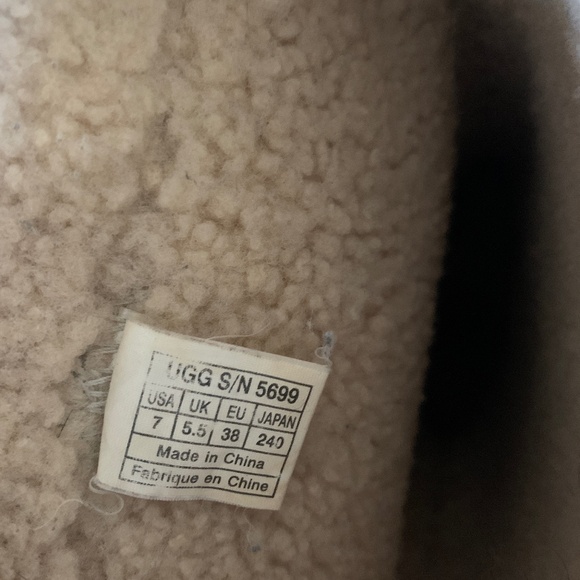 UGG S/N 5699
USA UK EU JAPAN
7 5.5 38 240
Made in China
Fabrique en Chine